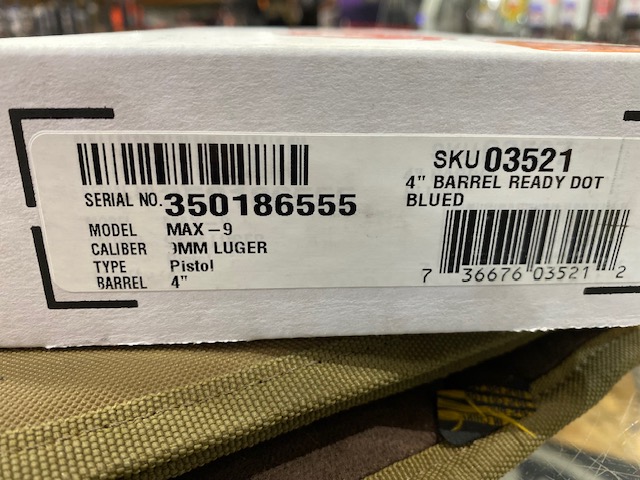 SERIAL NO. 350186555
MODEL MAX-9
CALIBER 9MM LUGER
TYPE Pistol
BARREL 4"
SKU 03521
4" BARREL READY DOT
BLUED
7 36676 03521 2